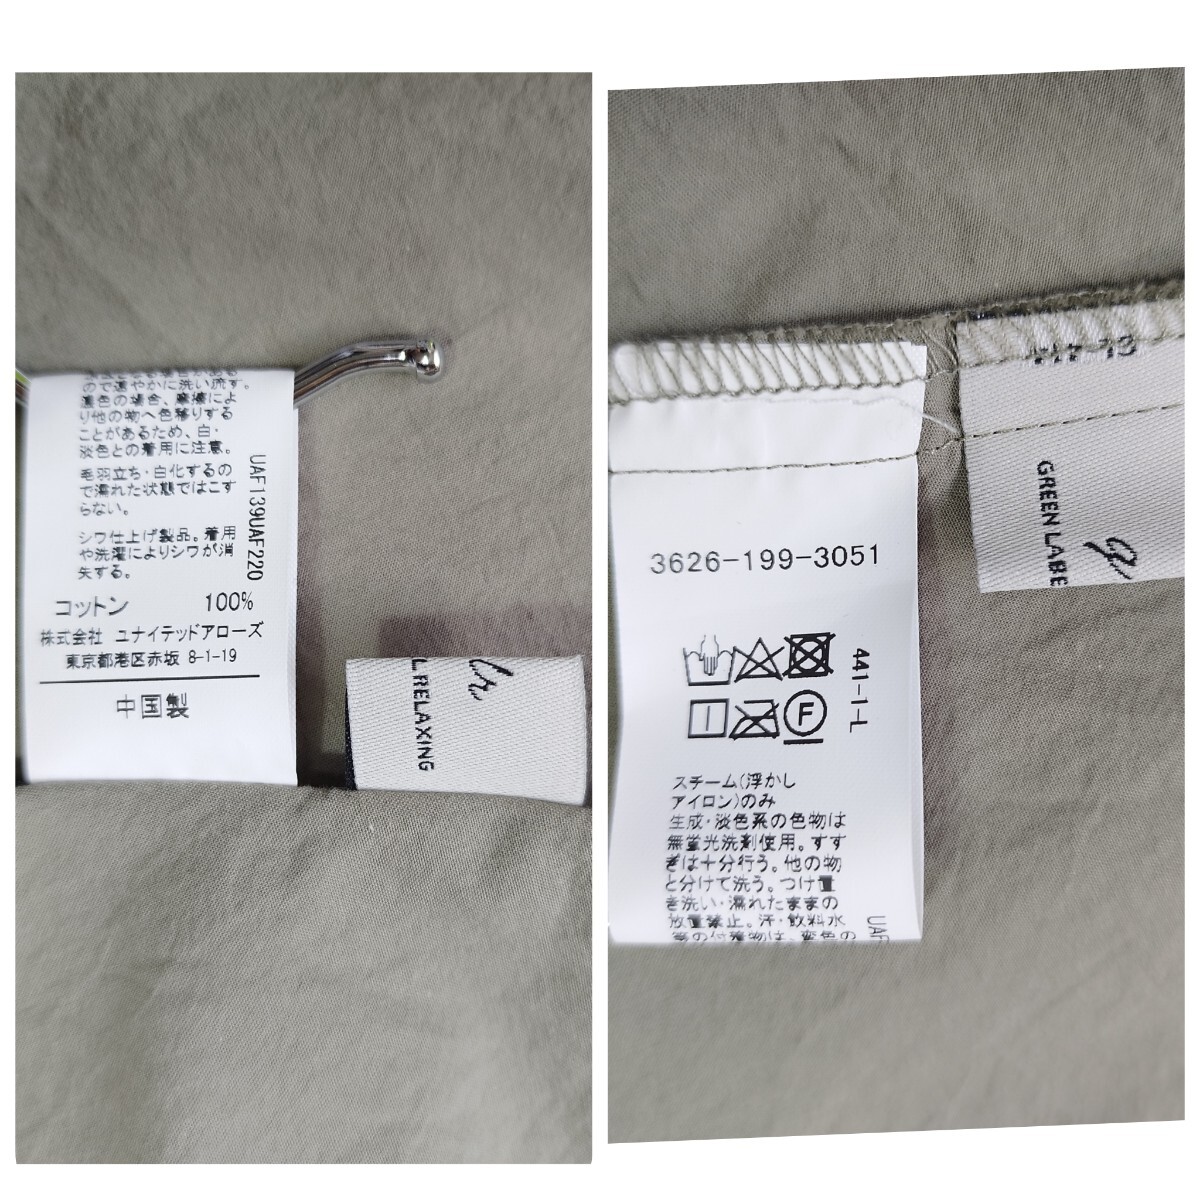 ので速やかに洗い流す。
濃色の場合、摩擦によ
り他の物へ色移りする
ことがあるため、白・
淡色との着用に注意。
毛羽立ち・白化するの
で濡れた状態ではこす
らない。
シワ仕上げ製品。着用
や洗濯によりシワが消
失する。
コットン 100%
株式会社 ユナイテッドアローズ
東京都港区赤坂 8-1-19
中国製
UAF139UAF220
L RELAXING
3626-199-3051
441-1-L
F
スチーム(浮かし
アイロン)のみ
生成・淡色系の色物は
無蛍光洗剤使用。すす
ぎは十分行う。他の物
と分けて洗う。つけ置
き洗い・濡れたままの
放置禁止。汗・飲料水
等の付着物は、変色の
UAF
GREEN LABE